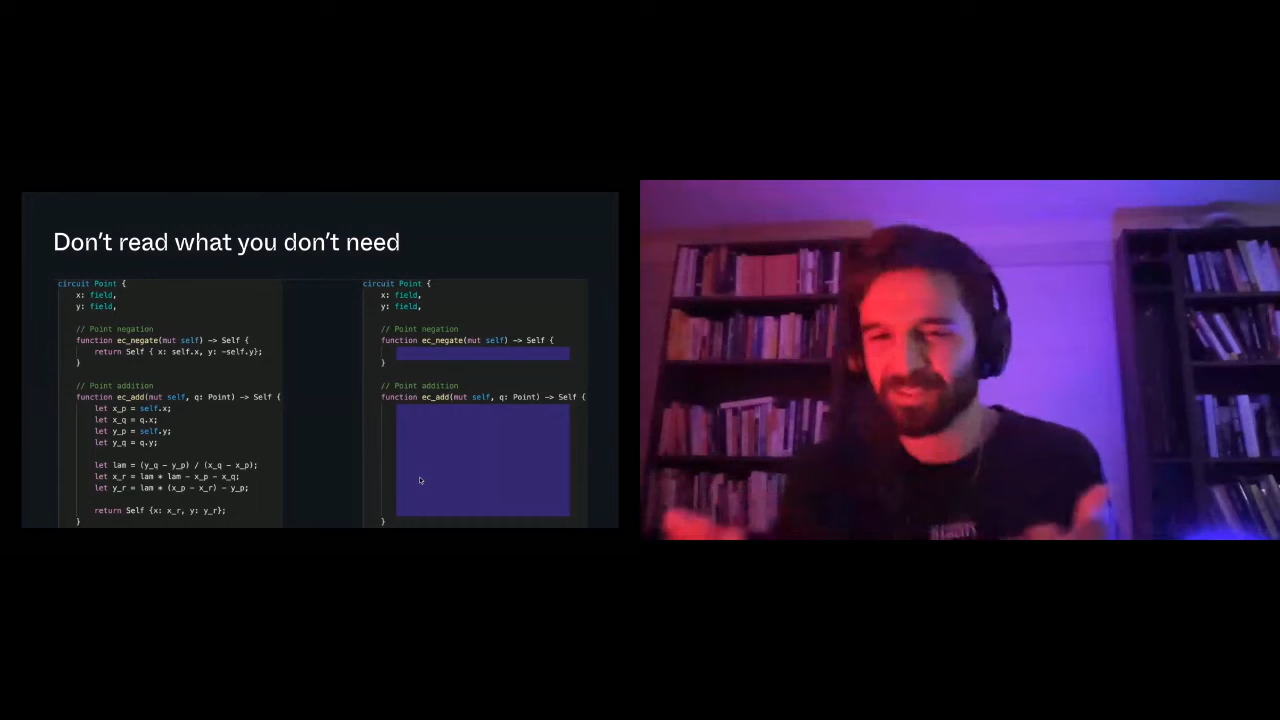 Don't read what you don't need
circuit Point {
x: field,
y: field,
// Point negation
function ec_negate(mut self) -> Self {
return Self { x: self.x, y: -self.y};
}
// Point addition
function ec_add(mut self, q: Point) -> Self {
let x_p = self.x;
let x_q = q.x;
let y_p = self.y;
let y_q = q.y;
let lam = (y_q - y_p) / (x_q - x_p);
let x_r = lam * lam - x_p - x_q;
let y_r = lam * (x_p - x_r) - y_p;
return Self {x: x_r, y: y_r};
}
circuit Point {
x: field,
y: field,
// Point negation
function ec_negate(mut self) -> Self {
}
// Point addition
function ec_add(mut self, q: Point) -> Self {
}